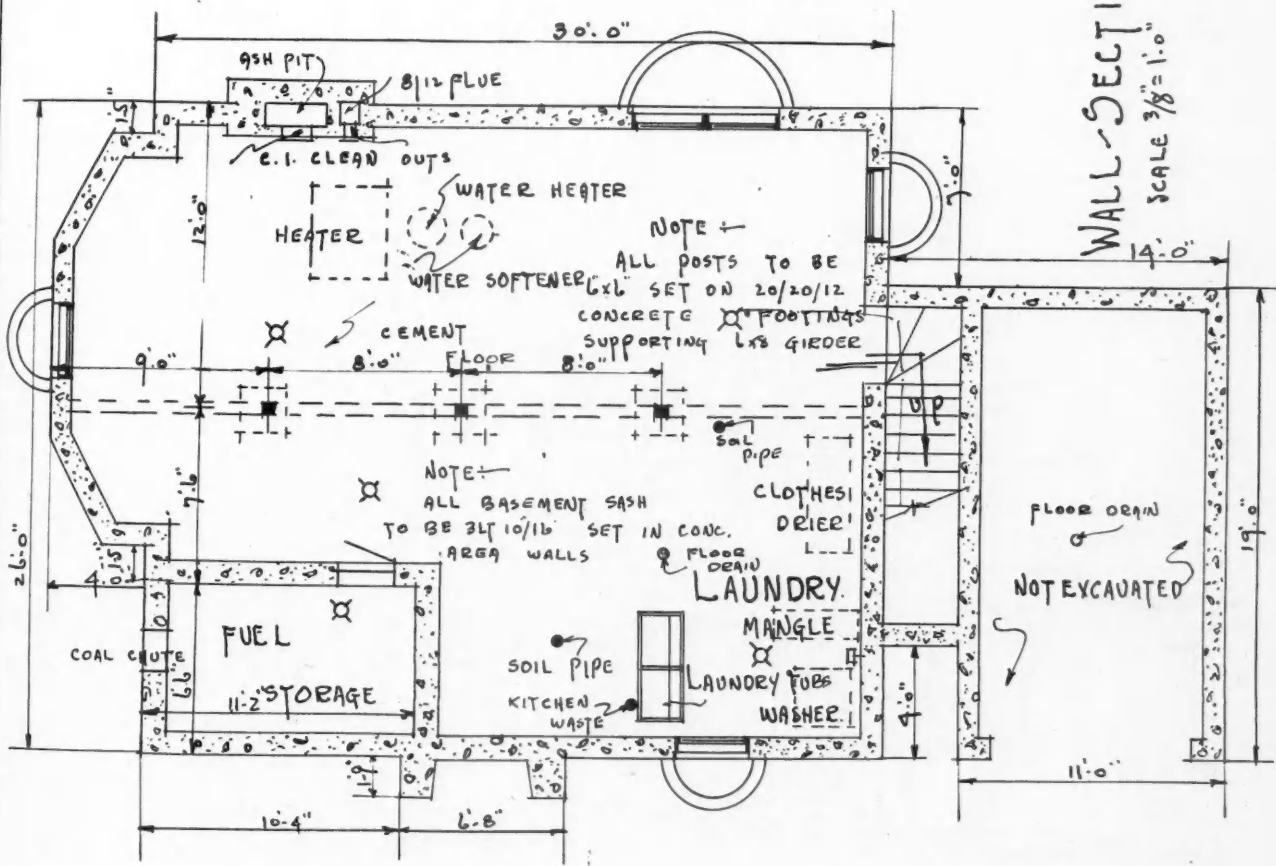 30'-0"
ASH PIT
8/12 FLUE
C.I. CLEAN OUTS
WALL-SECTI
SCALE 3/8"=1'-0"
12'-0"
HEATER
WATER HEATER
WATER SOFTENER
NOTE :-
ALL POSTS TO BE
6x6 SET ON 20/20/12
CONCRETE FOOTINGS
SUPPORTING 6x8 GIRDER
14'-0"
CEMENT
FLOOR
9'-0"
8'-0"
8'-0"
UP
SOIL
PIPE
26'-0"
7'-6"
NOTE:-
ALL BASEMENT SASH
TO BE 3LT 10/16 SET IN CONC.
AREA WALLS
CLOTHES
DRIER
FLOOR
DRAIN
LAUNDRY
MANGLE
FLOOR DRAIN
NOT EXCAVATED
19'-0"
4
COAL CHUTE
FUEL
STORAGE
6'-6"
11'-2"
SOIL PIPE
KITCHEN
WASTE
LAUNDRY TUBS
WASHER
4'-0"
1'-9"
10'-4"
6'-8"
11'-0"